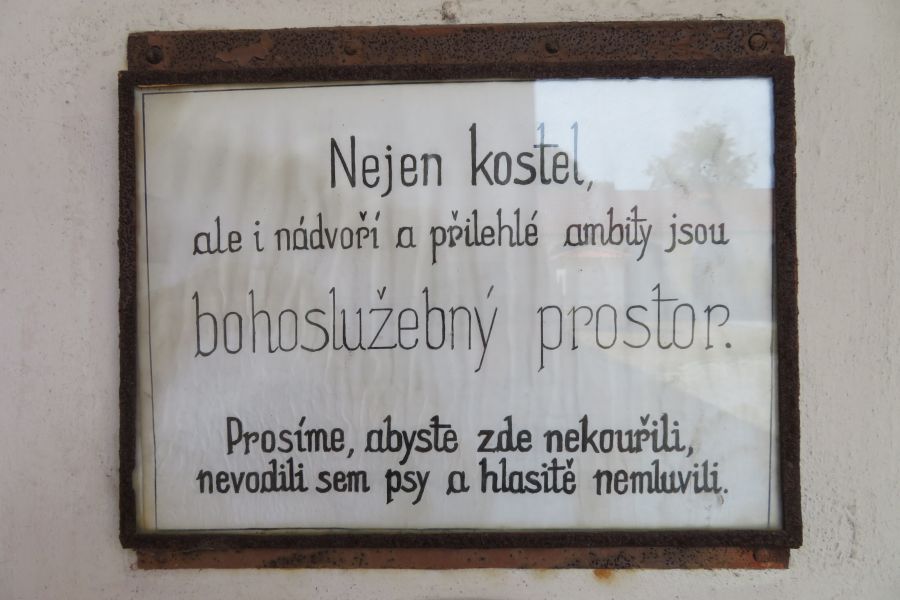 Nejen kostel,
ale i nádvoří a přilehlé ambity jsou
bohoslužebný prostor.
Prosíme, abyste zde nekouřili,
nevodili sem psy a hlasitě nemluvili.